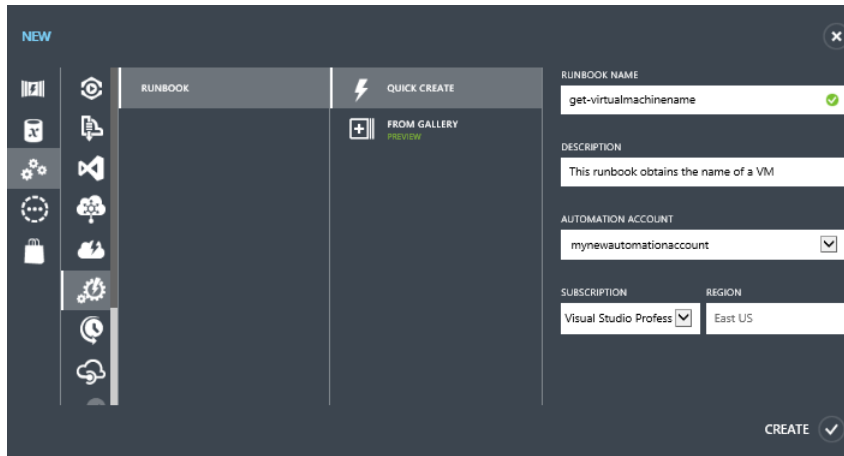 NEW
RUNBOOK
QUICK CREATE
FROM GALLERY
PREVIEW
RUNBOOK NAME
get-virtualmachinename
DESCRIPTION
This runbook obtains the name of a VM
AUTOMATION ACCOUNT
mynewautomationaccount
SUBSCRIPTION
REGION
Visual Studio Profess
East US
CREATE